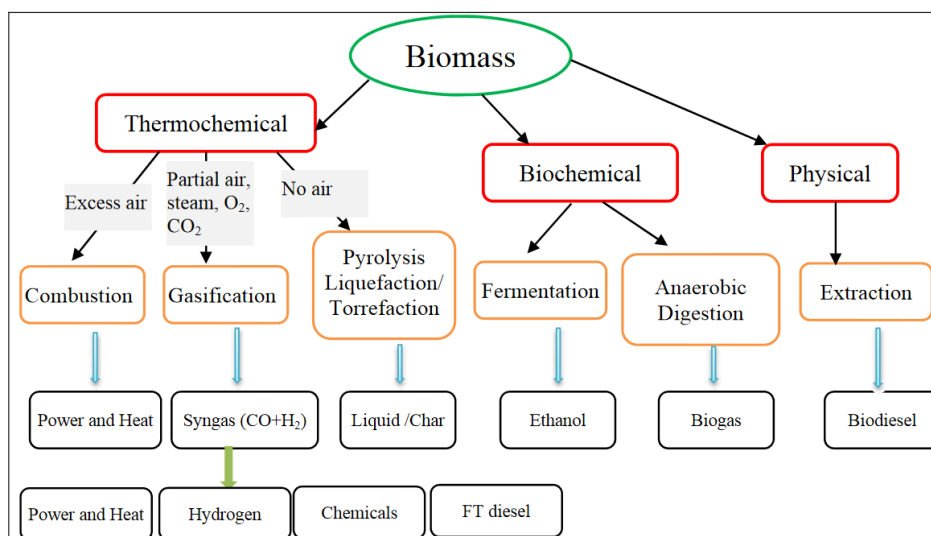 Biomass
Thermochemical
Biochemical
Physical
Excess air
Partial air,
steam, O₂,
CO₂
No air
Combustion
Gasification
Pyrolysis
Liquefaction/
Torrefaction
Fermentation
Anaerobic
Digestion
Extraction
Power and Heat
Syngas (CO+H₂)
Liquid /Char
Ethanol
Biogas
Biodiesel
Power and Heat
Hydrogen
Chemicals
FT diesel